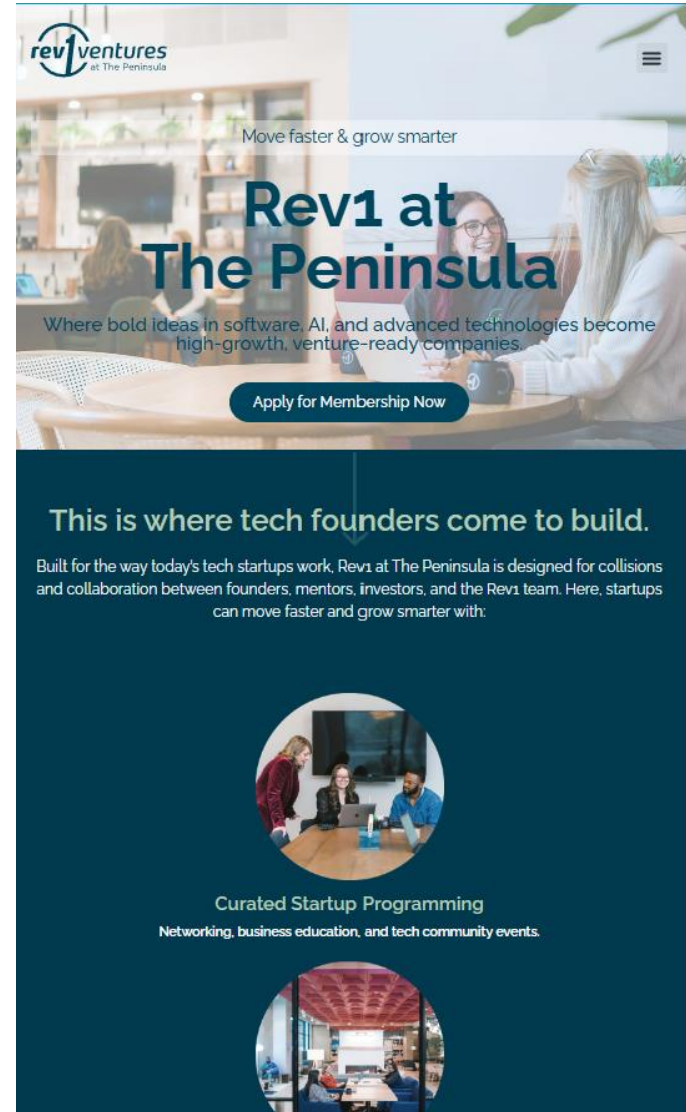 rev1ventures
at The Peninsula
Move faster & grow smarter
Rev1 at
The Peninsula
Where bold ideas in software, AI, and advanced technologies become
high-growth, venture-ready companies.
Apply for Membership Now
This is where tech founders come to build.
Built for the way today's tech startups work, Rev1 at The Peninsula is designed for collisions
and collaboration between founders, mentors, investors, and the Rev1 team. Here, startups
can move faster and grow smarter with:
Curated Startup Programming
Networking, business education, and tech community events.